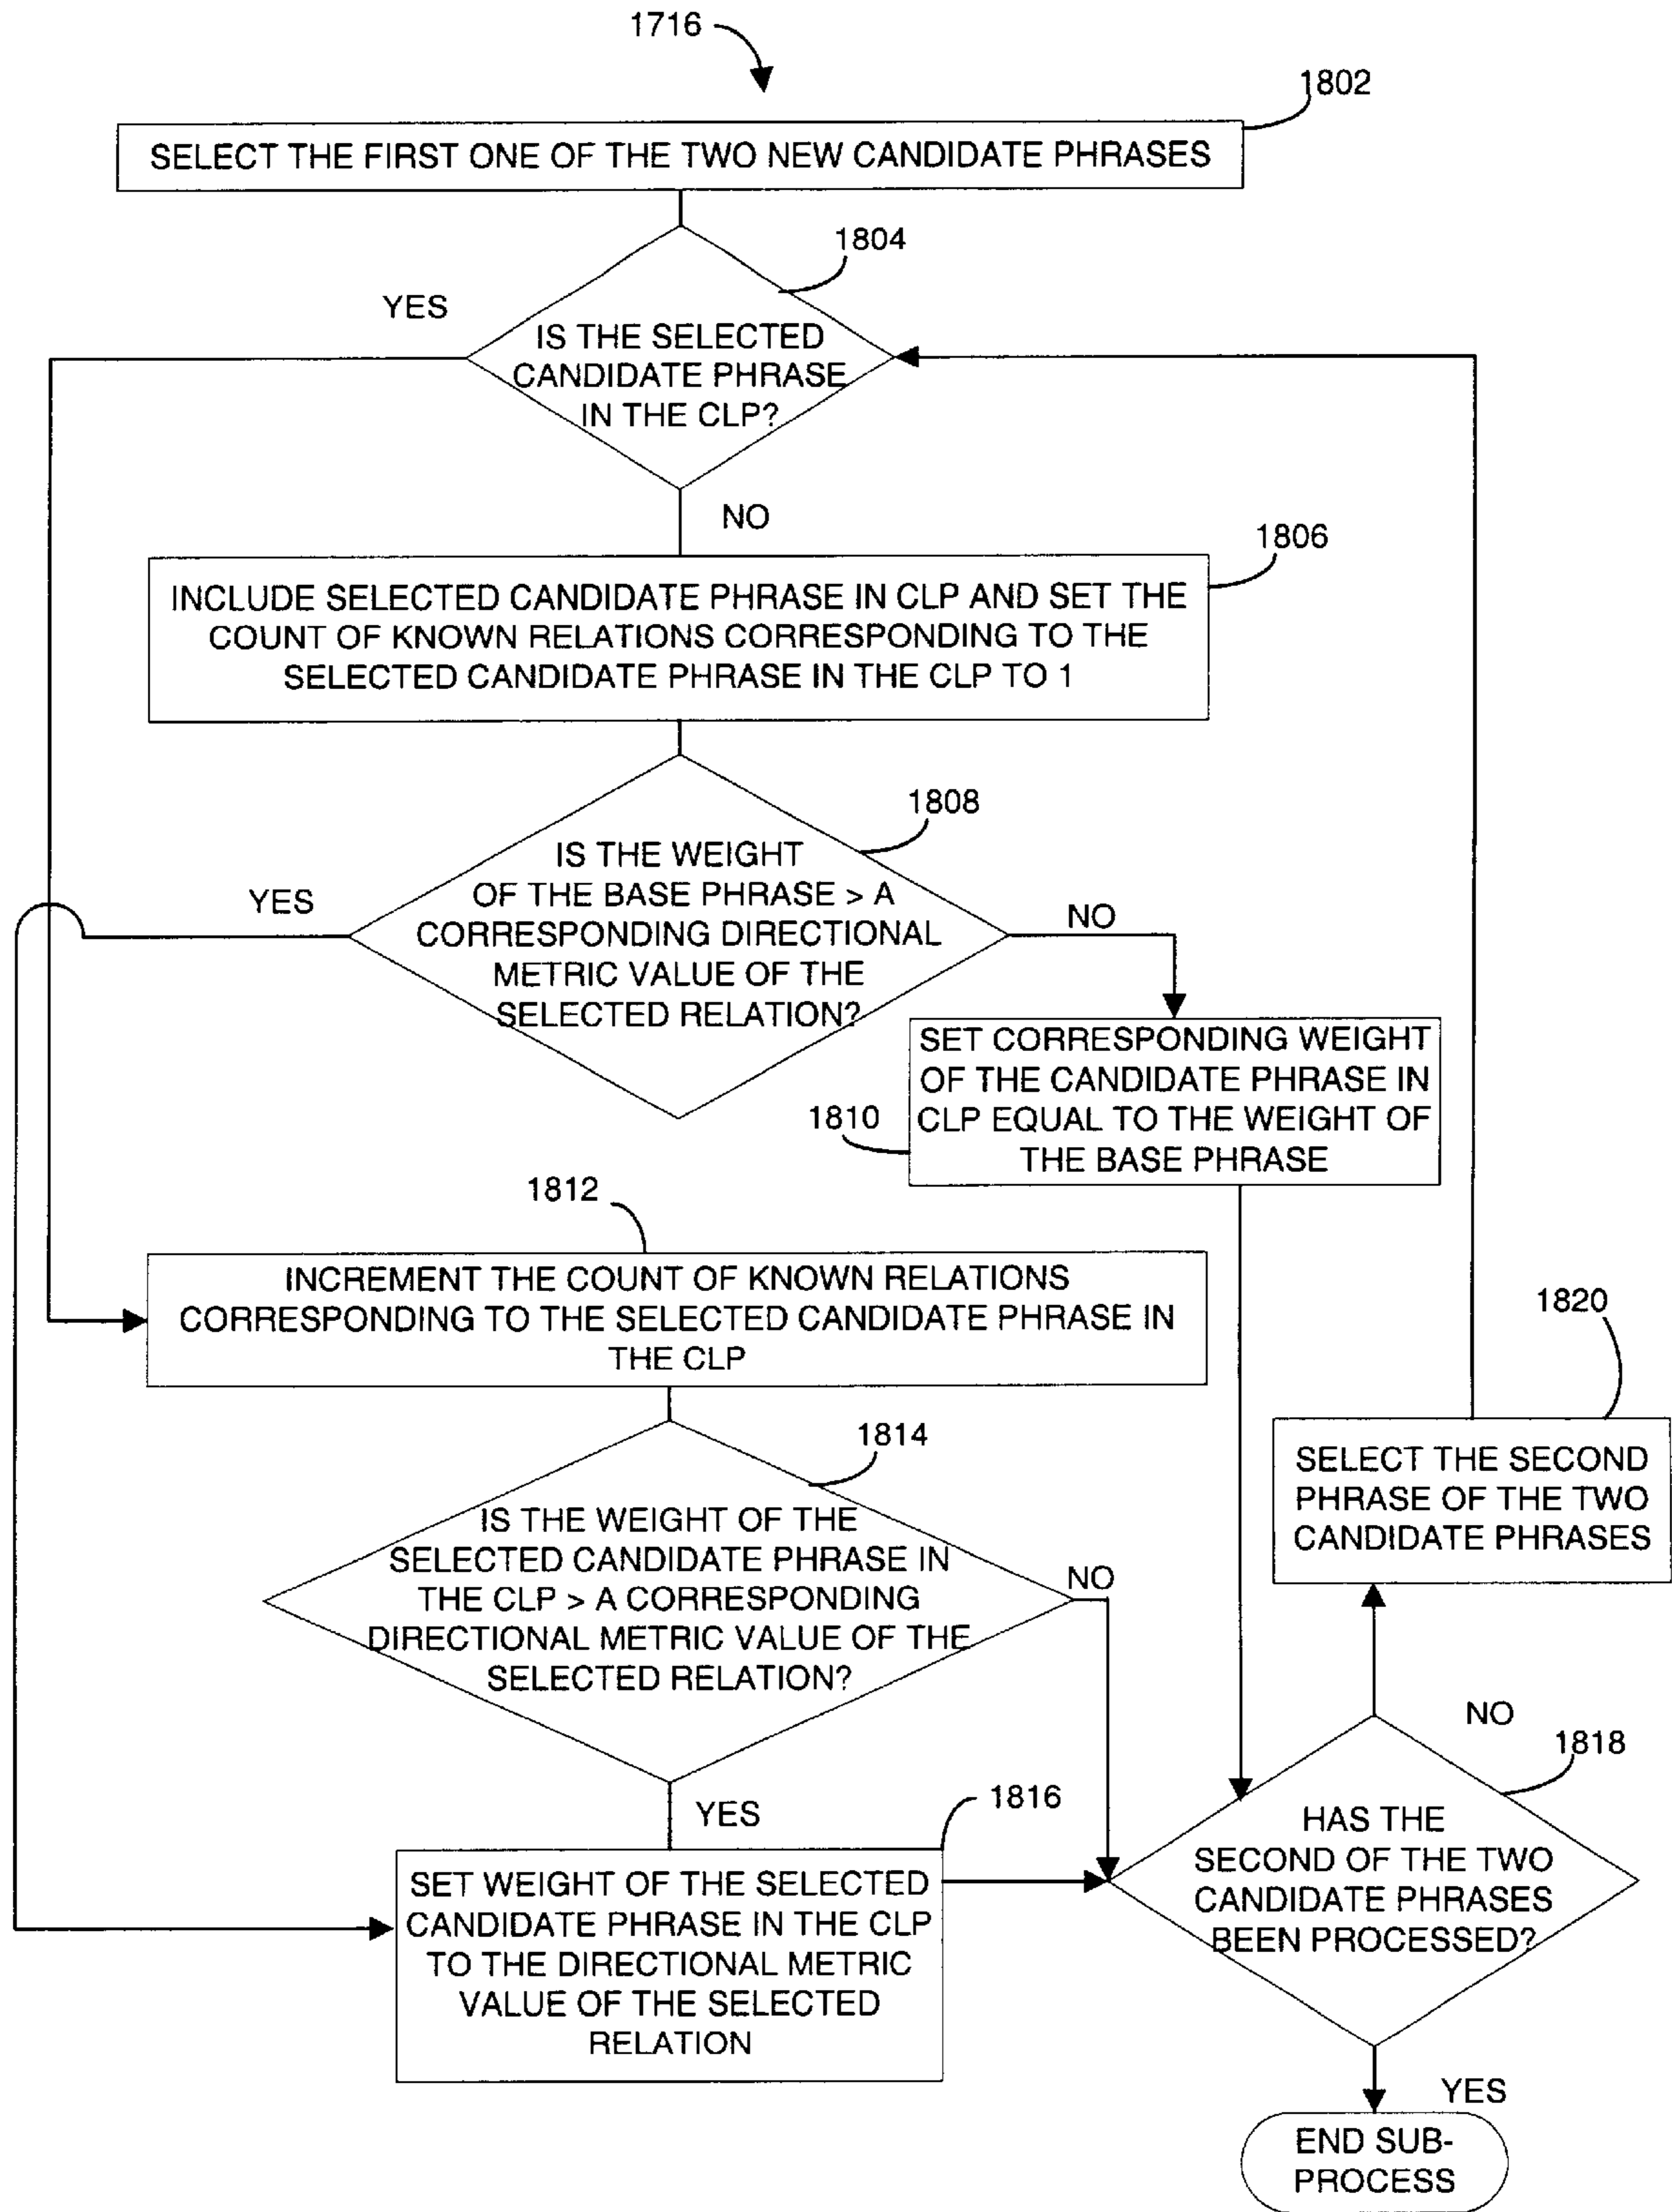 1716
1802
SELECT THE FIRST ONE OF THE TWO NEW CANDIDATE PHRASES
1804
YES
IS THE SELECTED
CANDIDATE PHRASE
IN THE CLP?
NO
1806
INCLUDE SELECTED CANDIDATE PHRASE IN CLP AND SET THE
COUNT OF KNOWN RELATIONS CORRESPONDING TO THE
SELECTED CANDIDATE PHRASE IN THE CLP TO 1
1808
IS THE WEIGHT
OF THE BASE PHRASE > A
CORRESPONDING DIRECTIONAL
METRIC VALUE OF THE
SELECTED RELATION?
YES
NO
SET CORRESPONDING WEIGHT
OF THE CANDIDATE PHRASE IN
CLP EQUAL TO THE WEIGHT OF
THE BASE PHRASE
1810
1812
INCREMENT THE COUNT OF KNOWN RELATIONS
CORRESPONDING TO THE SELECTED CANDIDATE PHRASE IN
THE CLP
1820
SELECT THE SECOND
PHRASE OF THE TWO
CANDIDATE PHRASES
1814
IS THE WEIGHT OF THE
SELECTED CANDIDATE PHRASE IN
THE CLP > A CORRESPONDING
DIRECTIONAL METRIC VALUE OF THE
SELECTED RELATION?
NO
YES
1816
SET WEIGHT OF THE SELECTED
CANDIDATE PHRASE IN THE CLP
TO THE DIRECTIONAL METRIC
VALUE OF THE SELECTED
RELATION
NO
1818
HAS THE
SECOND OF THE TWO
CANDIDATE PHRASES
BEEN PROCESSED?
YES
END SUB-
PROCESS